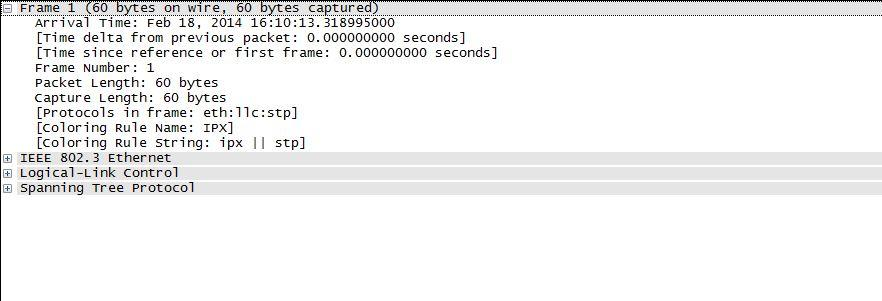 Frame 1 (60 bytes on wire, 60 bytes captured)
Arrival Time: Feb 18, 2014 16:10:13.318995000
[Time delta from previous packet: 0.000000000 seconds]
[Time since reference or first frame: 0.000000000 seconds]
Frame Number: 1
Packet Length: 60 bytes
Capture Length: 60 bytes
[Protocols in frame: eth:llc:stp]
[Coloring Rule Name: IPX]
[Coloring Rule String: ipx || stp]
IEEE 802.3 Ethernet
Logical-Link Control
Spanning Tree Protocol